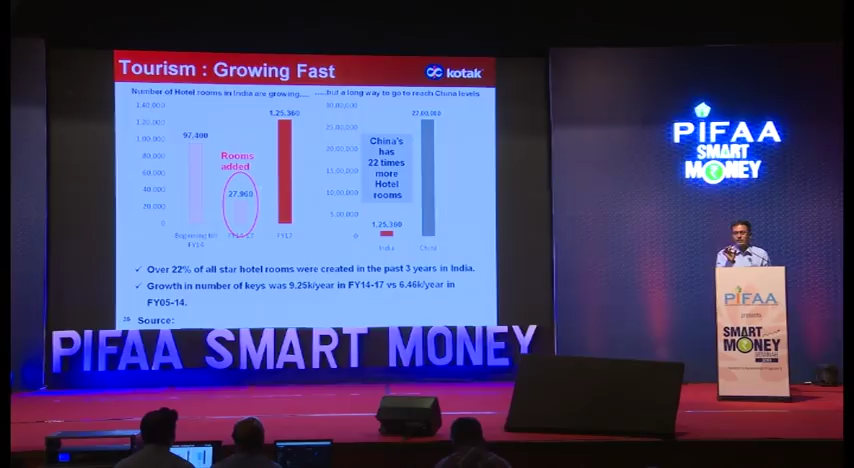 Tourism : Growing Fast
kotak
Number of Hotel rooms in India are growing.... .....but a long way to go to reach China levels
1,40,000
1,00,000
80,000
60,000
40,000
20,000
0
97,400
Rooms
added
27,960
1,25,360
FY14
FY17
30,00,000
25,00,000
20,00,000
15,00,000
10,00,000
5,00,000
0
China's
has
22 times
more
Hotel
rooms
1,25,360
27,00,000
India
China
✓ Over 22% of all star hotel rooms were created in the past 3 years in India.
✓ Growth in number of keys was 9.25k/year in FY14-17 vs 6.46k/year in
FY05-14.
Source:
PIFAA SMART MONEY
PIFAA
SMART
MONEY
PIFAA
presents
SMART
MONEY